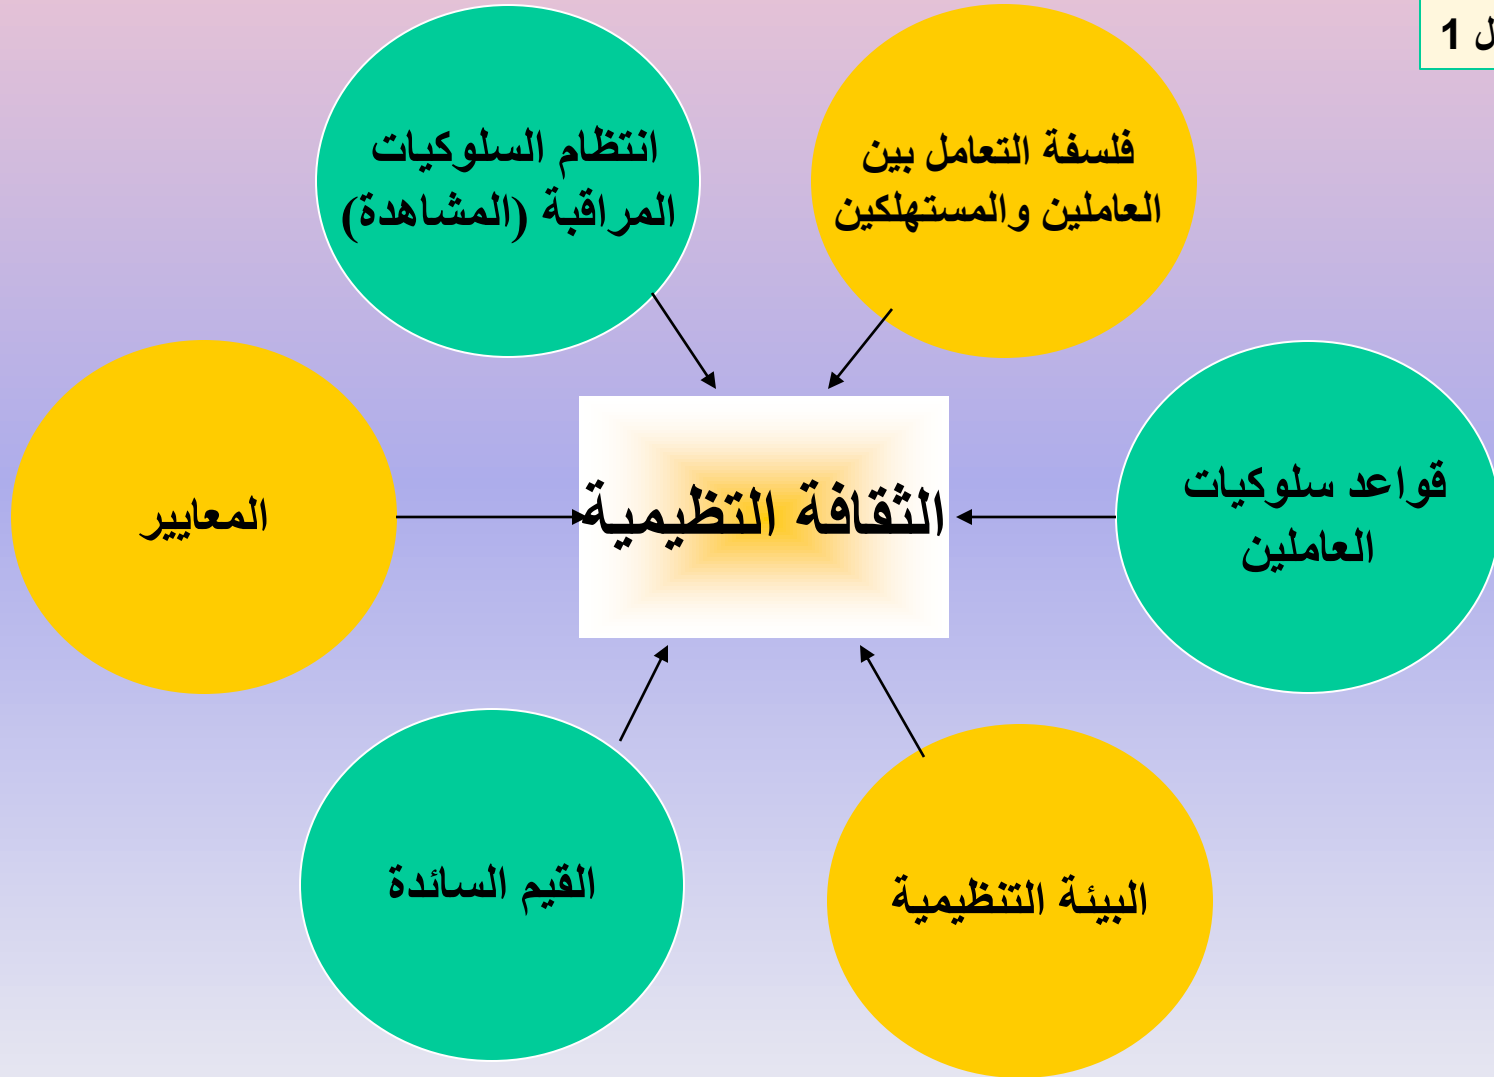 ل 1
فلسفة التعامل بين
العاملين والمستهلكين
انتظام السلوكيات
المراقبة (المشاهدة)
قواعد سلوكيات
العاملين
الثقافة التظيمية
المعايير
البيئة التنظيمية
القيم السائدة